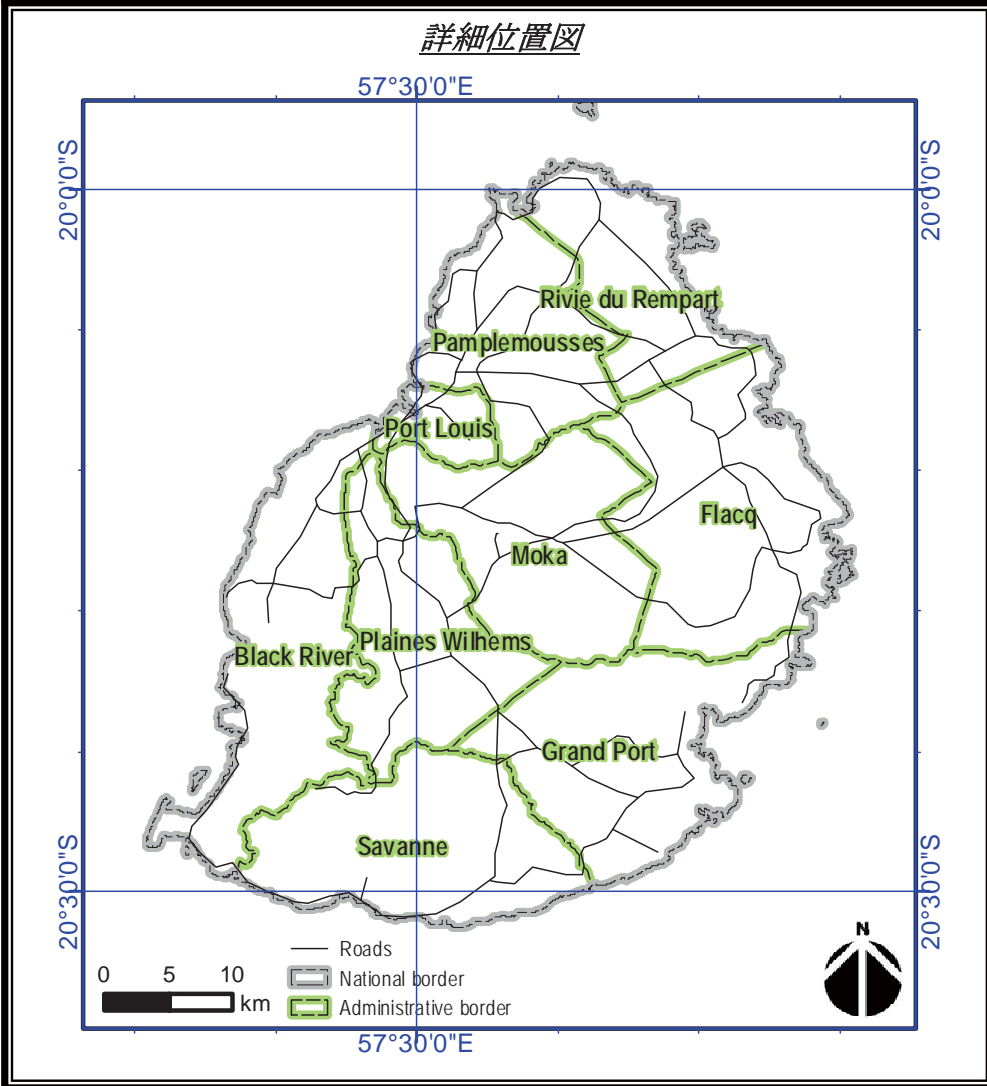 詳細位置図
57°30'0"E
20°0'0"S
20°0'0"S
Rivie du Rempart
Pamplemousses
Port Louis
Flacq
Moka
Plaines Wilhems
Black River
Grand Port
Savanne
20°30'0"S
20°30'0"S
N
Roads
0 5 10
km
National border
Administrative border
57°30'0"E